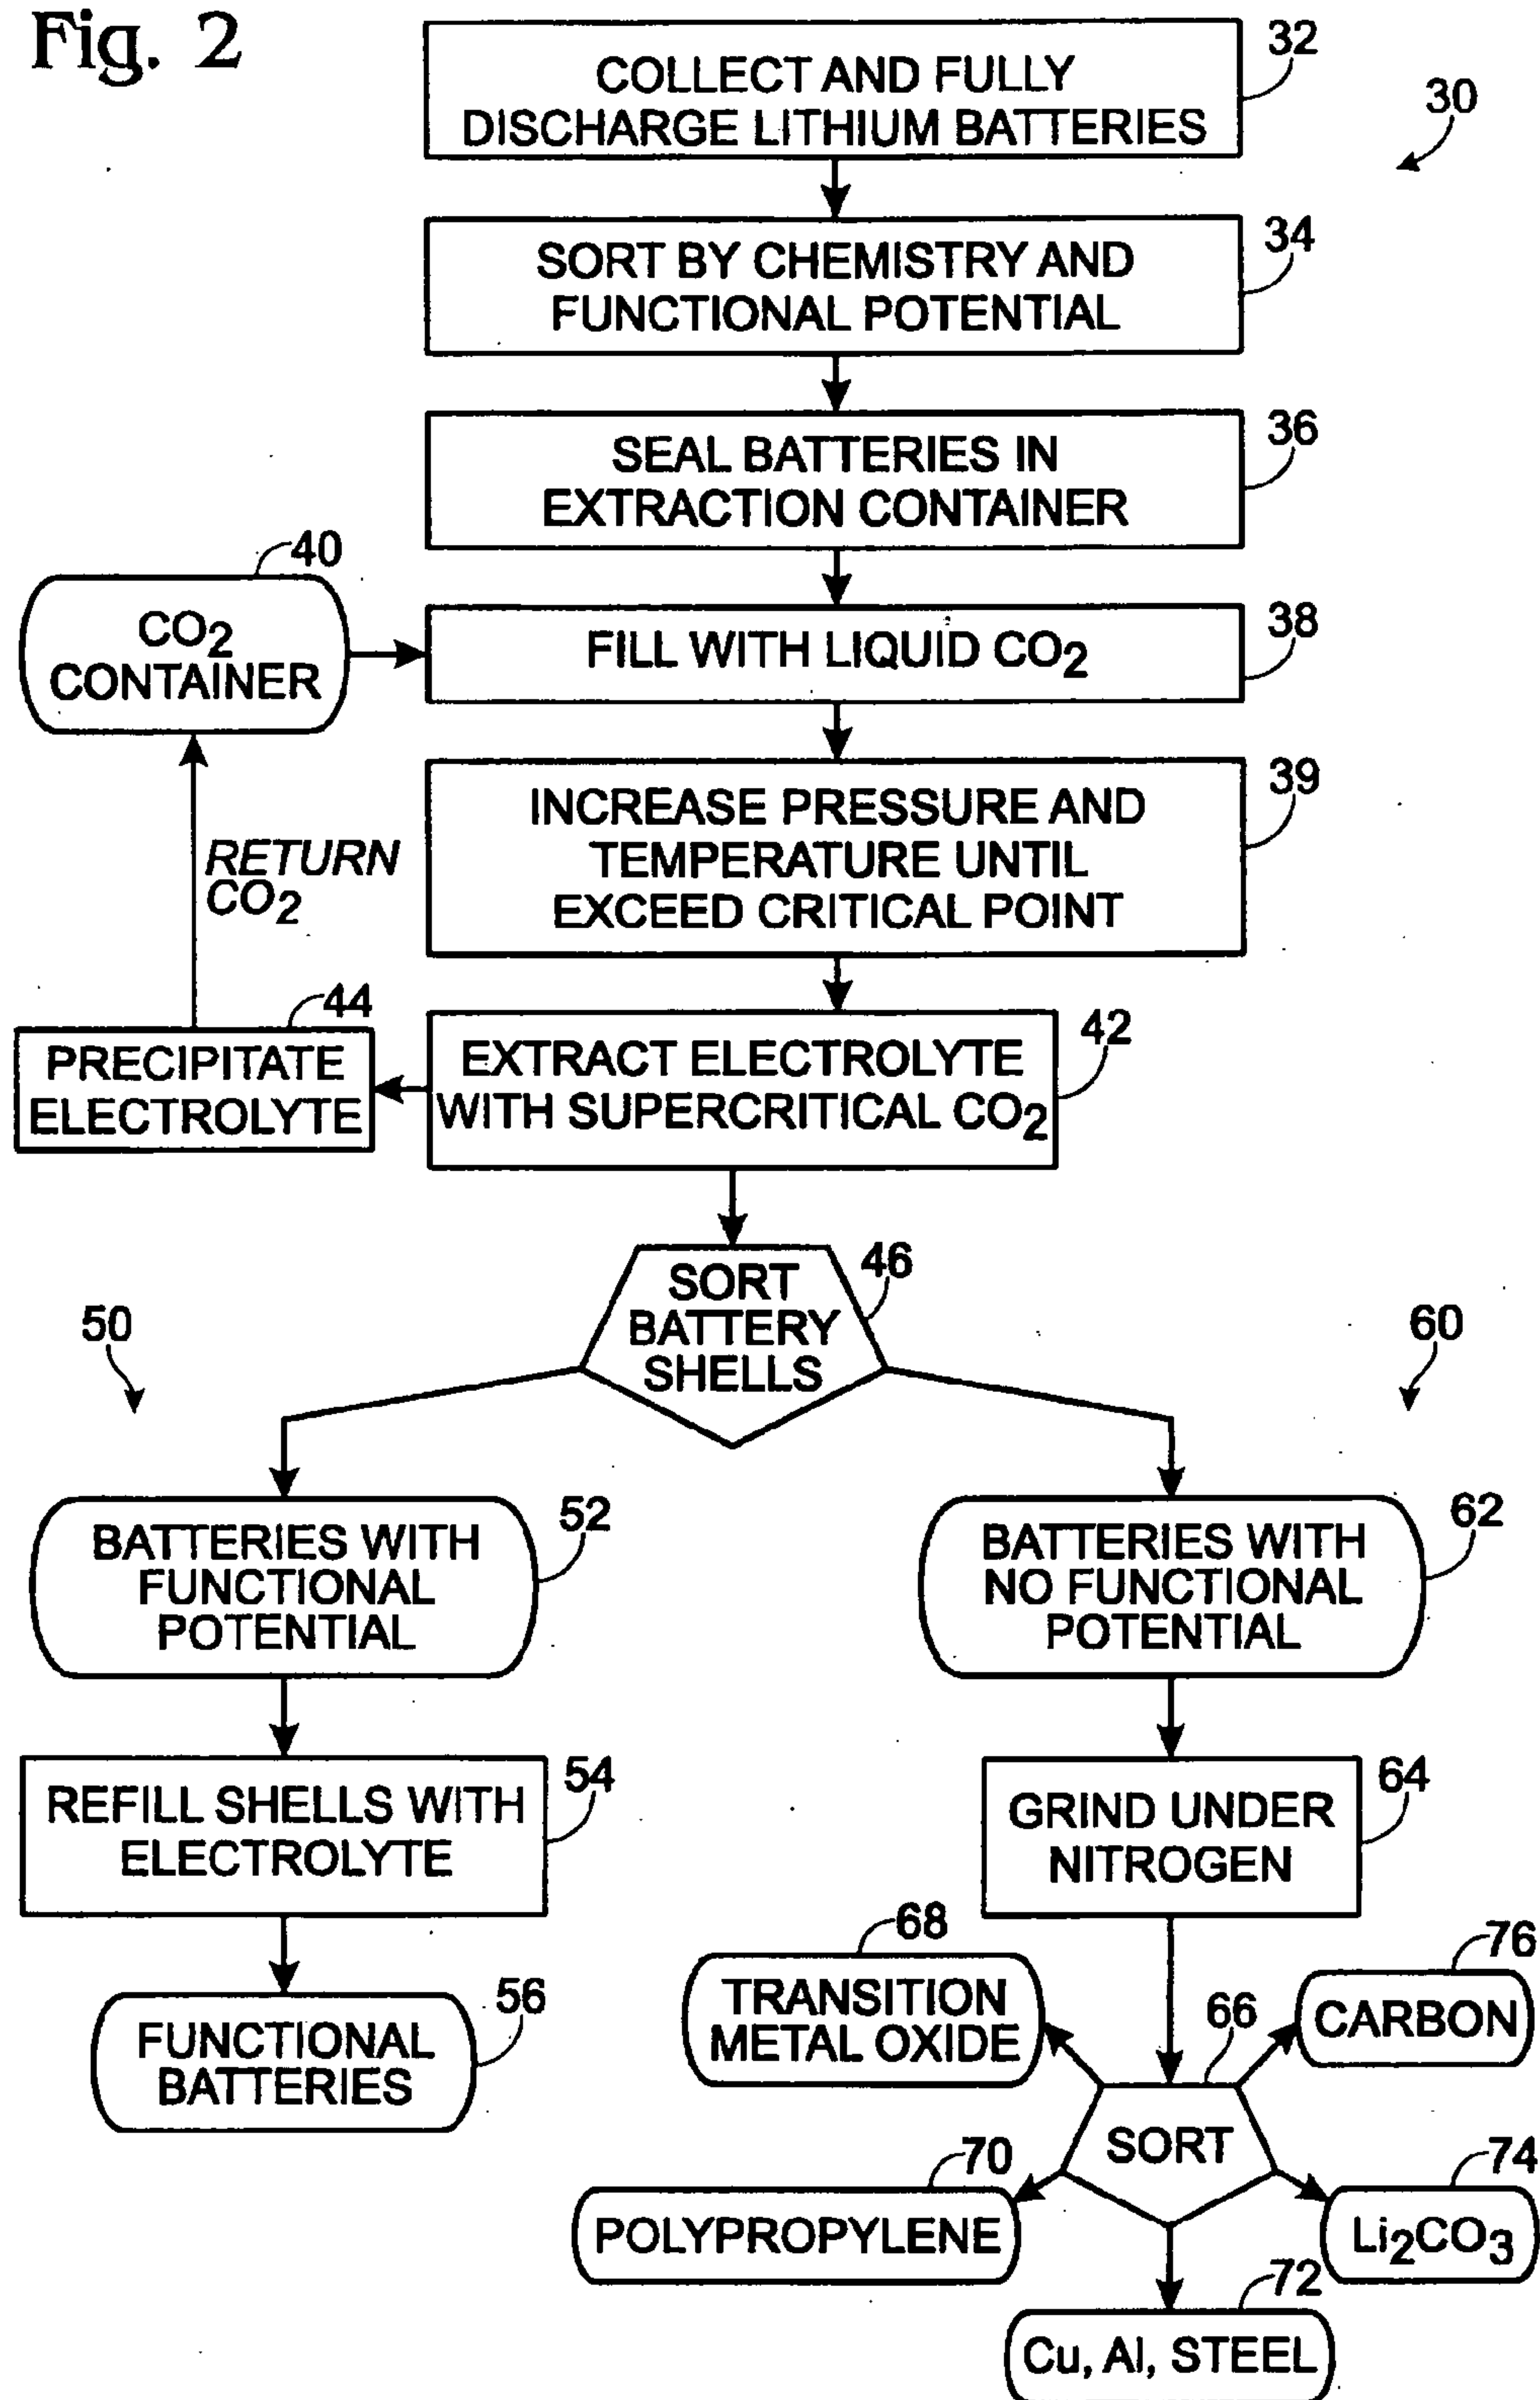 Fig. 2
32
COLLECT AND FULLY
DISCHARGE LITHIUM BATTERIES
30
34
SORT BY CHEMISTRY AND
FUNCTIONAL POTENTIAL
36
SEAL BATTERIES IN
EXTRACTION CONTAINER
40
CO2
CONTAINER
38
FILL WITH LIQUID CO2
39
INCREASE PRESSURE AND
TEMPERATURE UNTIL
EXCEED CRITICAL POINT
RETURN
CO2
44
PRECIPITATE
ELECTROLYTE
42
EXTRACT ELECTROLYTE
WITH SUPERCRITICAL CO2
46
SORT
BATTERY
SHELLS
50
60
52
BATTERIES WITH
FUNCTIONAL
POTENTIAL
62
BATTERIES WITH
NO FUNCTIONAL
POTENTIAL
54
REFILL SHELLS WITH
ELECTROLYTE
64
GRIND UNDER
NITROGEN
56
FUNCTIONAL
BATTERIES
68
TRANSITION
METAL OXIDE
76
CARBON
66
SORT
70
POLYPROPYLENE
74
Li2CO3
72
Cu, Al, STEEL